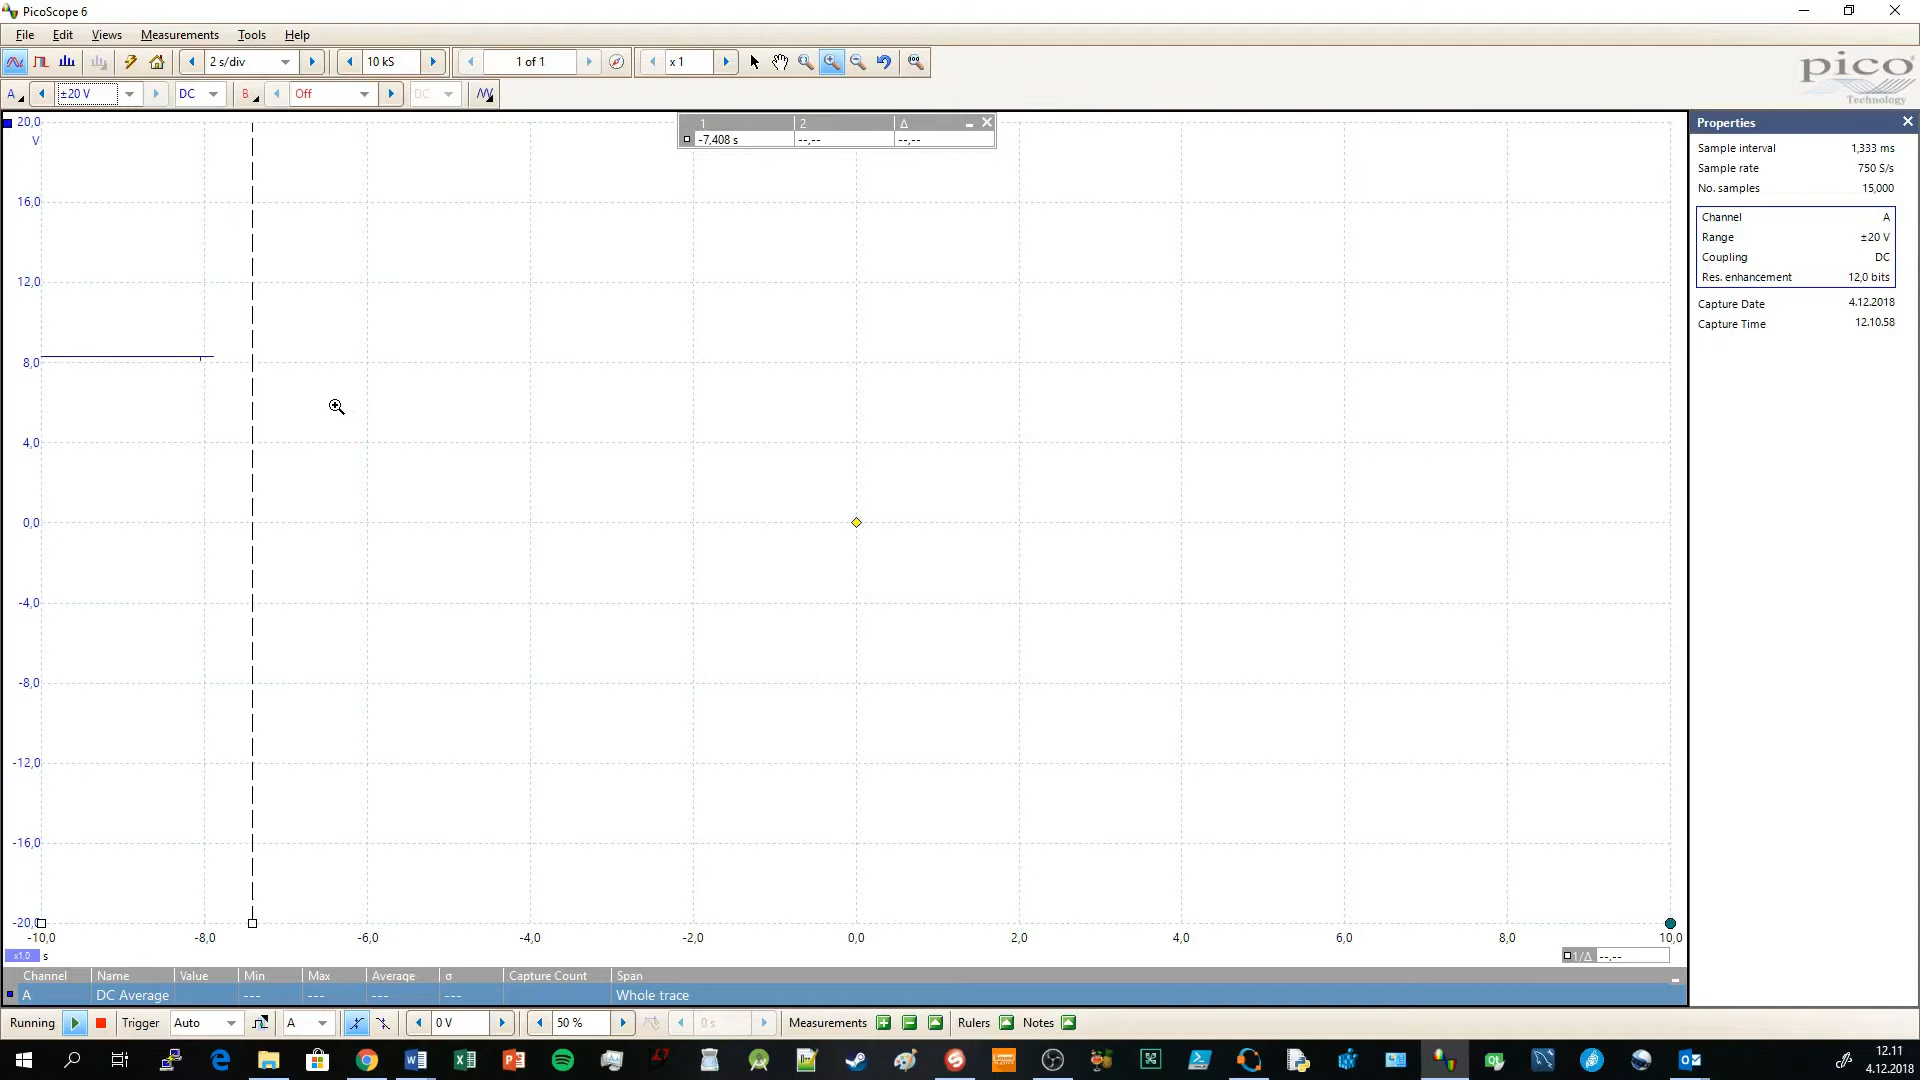 PicoScope 6
File Edit Views Measurements Tools Help
2 s/div 10 kS 1 of 1 x 1
A ±20 V DC B Off DC
pico
Technology
1 2 Δ
-7,408 s --,-- --,--
20,0
V
16,0
12,0
8,0
4,0
0,0
-4,0
-8,0
-12,0
-16,0
-20,0
-10,0 -8,0 -6,0 -4,0 -2,0 0,0 2,0 4,0 6,0 8,0 10,0
x1,0 s
1/Δ --,--
Properties
Sample interval 1,333 ms
Sample rate 750 S/s
No. samples 15,000
Channel A
Range ±20 V
Coupling DC
Res. enhancement 12,0 bits
Capture Date 4.12.2018
Capture Time 12.10.58
Channel Name Value Min Max Average σ Capture Count Span
A DC Average --- --- --- --- Whole trace
Running Trigger Auto A 0 V 50 % 0 s Measurements Rulers Notes
12.11
4.12.2018